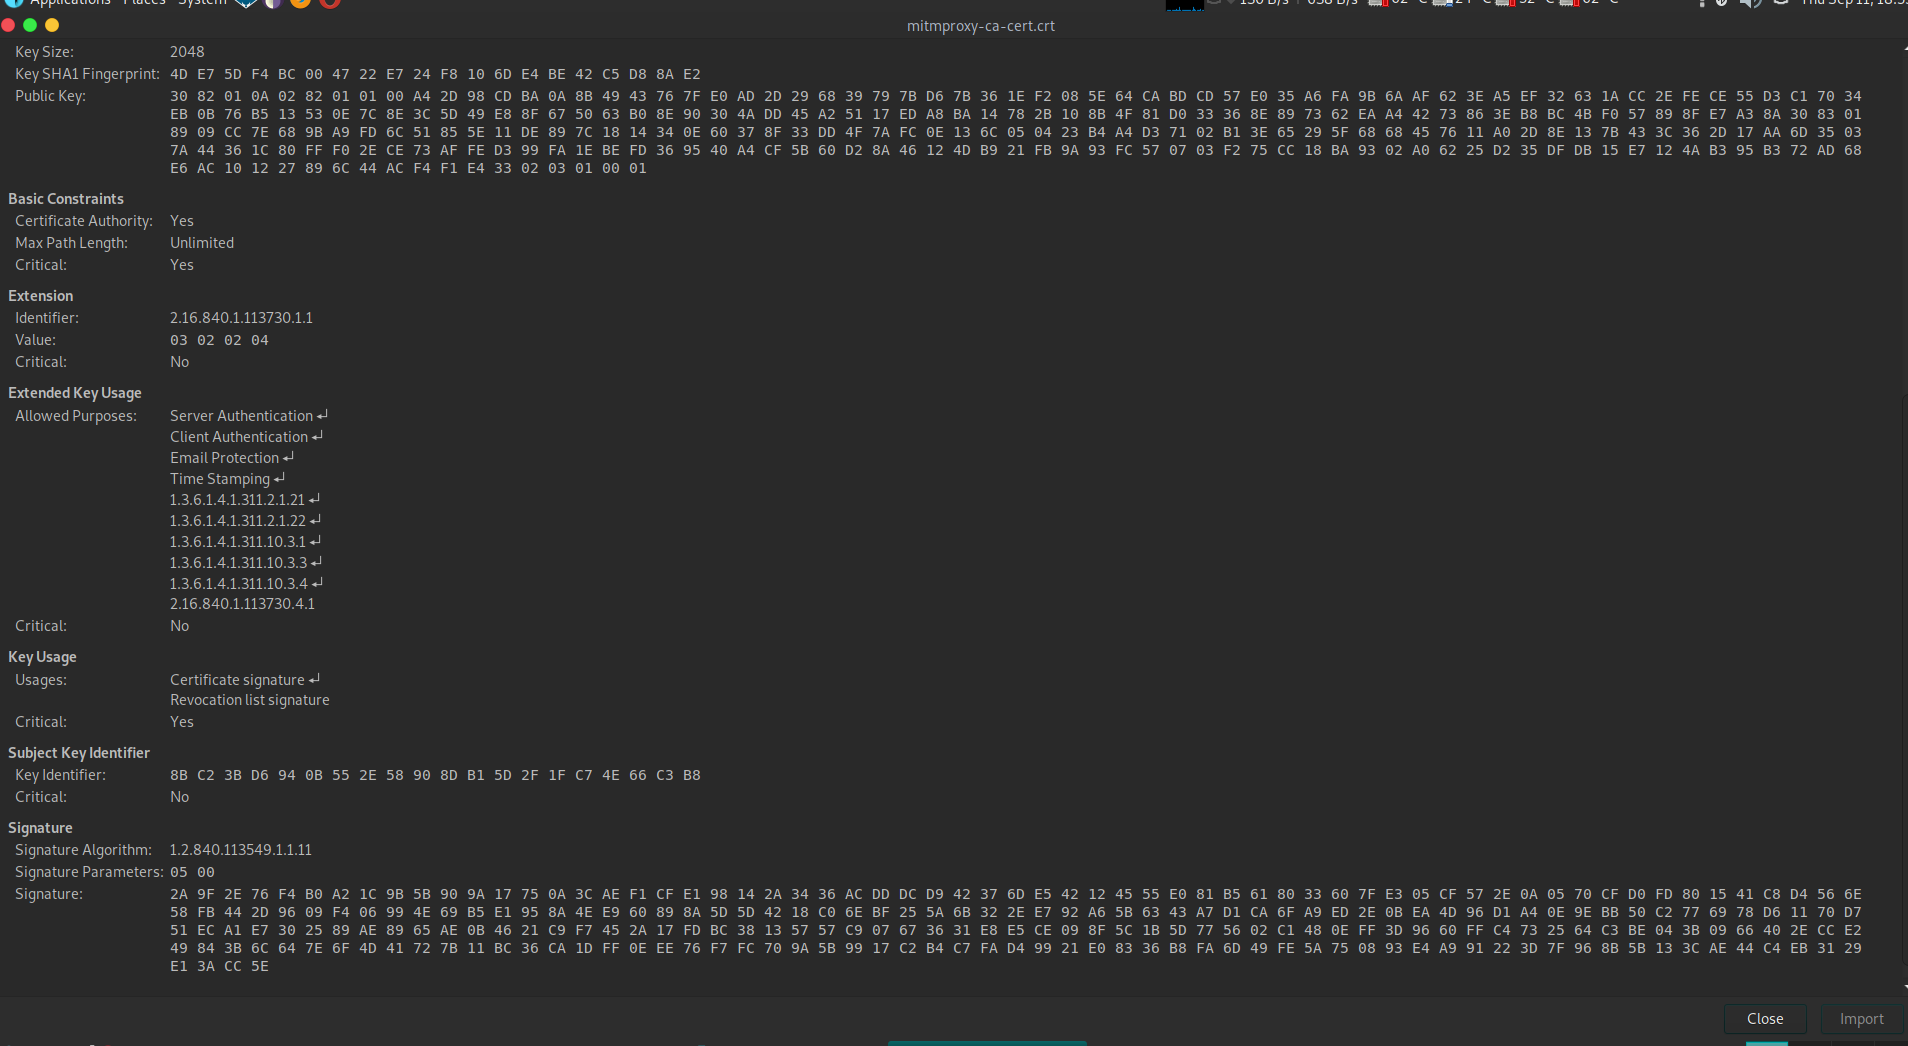 Applications Places System
mitmproxy-ca-cert.crt
Key Size: 2048
Key SHA1 Fingerprint: 4D E7 5D F4 BC 00 47 22 E7 24 F8 10 6D E4 BE 42 C5 D8 8A E2
Public Key: 30 82 01 0A 02 82 01 01 00 A4 2D 98 CD BA 0A 8B 49 43 76 7F E0 AD 2D 29 68 39 79 7B D6 7B 36 1E F2 08 5E 64 CA BD CD 57 E0 35 A6 FA 9B 6A AF 62 3E A5 EF 32 63 1A CC 2E FE CE 55 D3 C1 70 34
EB 0B 76 B5 13 53 0E 7C 8E 3C 5D 49 E8 8F 67 50 63 B0 8E 90 30 4A DD 45 A2 51 17 ED A8 BA 14 78 2B 10 8B 4F 81 D0 33 36 8E 89 73 62 EA A4 42 73 86 3E B8 BC 4B F0 57 89 8F E7 A3 8A 30 83 01
89 09 CC 7E 68 9B A9 FD 6C 51 85 5E 11 DE 89 7C 18 14 34 0E 60 37 8F 33 DD 4F 7A FC 0E 13 6C 05 04 23 B4 A4 D3 71 02 B1 3E 65 29 5F 68 68 45 76 11 A0 2D 8E 13 7B 43 3C 36 2D 17 AA 6D 35 03
7A 44 36 1C 80 FF F0 2E CE 73 AF FE D3 99 FA 1E BE FD 36 95 40 A4 CF 5B 60 D2 8A 46 12 4D B9 21 FB 9A 93 FC 57 07 03 F2 75 CC 18 BA 93 02 A0 62 25 D2 35 DF DB 15 E7 12 4A B3 95 B3 72 AD 68
E6 AC 10 12 27 89 6C 44 AC F4 F1 E4 33 02 03 01 00 01
Basic Constraints
Certificate Authority: Yes
Max Path Length: Unlimited
Critical: Yes
Extension
Identifier: 2.16.840.1.113730.1.1
Value: 03 02 02 04
Critical: No
Extended Key Usage
Allowed Purposes: Server Authentication ↵
Client Authentication ↵
Email Protection ↵
Time Stamping ↵
1.3.6.1.4.1.311.2.1.21 ↵
1.3.6.1.4.1.311.2.1.22 ↵
1.3.6.1.4.1.311.10.3.1 ↵
1.3.6.1.4.1.311.10.3.3 ↵
1.3.6.1.4.1.311.10.3.4 ↵
2.16.840.1.113730.4.1
Critical: No
Key Usage
Usages: Certificate signature ↵
Revocation list signature
Critical: Yes
Subject Key Identifier
Key Identifier: 8B C2 3B D6 94 0B 55 2E 58 90 8D B1 5D 2F 1F C7 4E 66 C3 B8
Critical: No
Signature
Signature Algorithm: 1.2.840.113549.1.1.11
Signature Parameters: 05 00
Signature: 2A 9F 2E 76 F4 B0 A2 1C 9B 5B 90 9A 17 75 0A 3C AE F1 CF E1 98 14 2A 34 36 AC DD DC D9 42 37 6D E5 42 12 45 55 E0 81 B5 61 80 33 60 7F E3 05 CF 57 2E 0A 05 70 CF D0 FD 80 15 41 C8 D4 56 6E
58 FB 44 2D 96 09 F4 06 99 4E 69 B5 E1 95 8A 4E E9 60 89 8A 5D 5D 42 18 C0 6E BF 25 5A 6B 32 2E E7 92 A6 5B 63 43 A7 D1 CA 6F A9 ED 2E 0B EA 4D 96 D1 A4 0E 9E BB 50 C2 77 69 78 D6 11 70 D7
51 EC A1 E7 30 25 89 AE 89 65 AE 0B 46 21 C9 F7 45 2A 17 FD BC 38 13 57 57 C9 07 67 36 31 E8 E5 CE 09 8F 5C 1B 5D 77 56 02 C1 48 0E FF 3D 96 60 FF C4 73 25 64 C3 BE 04 3B 09 66 40 2E CC E2
49 84 3B 6C 64 7E 6F 4D 41 72 7B 11 BC 36 CA 1D FF 0E EE 76 F7 FC 70 9A 5B 99 17 C2 B4 C7 FA D4 99 21 E0 83 36 B8 FA 6D 49 FE 5A 75 08 93 E4 A9 91 22 3D 7F 96 8B 5B 13 3C AE 44 C4 EB 31 29
E1 3A CC 5E
Close Import